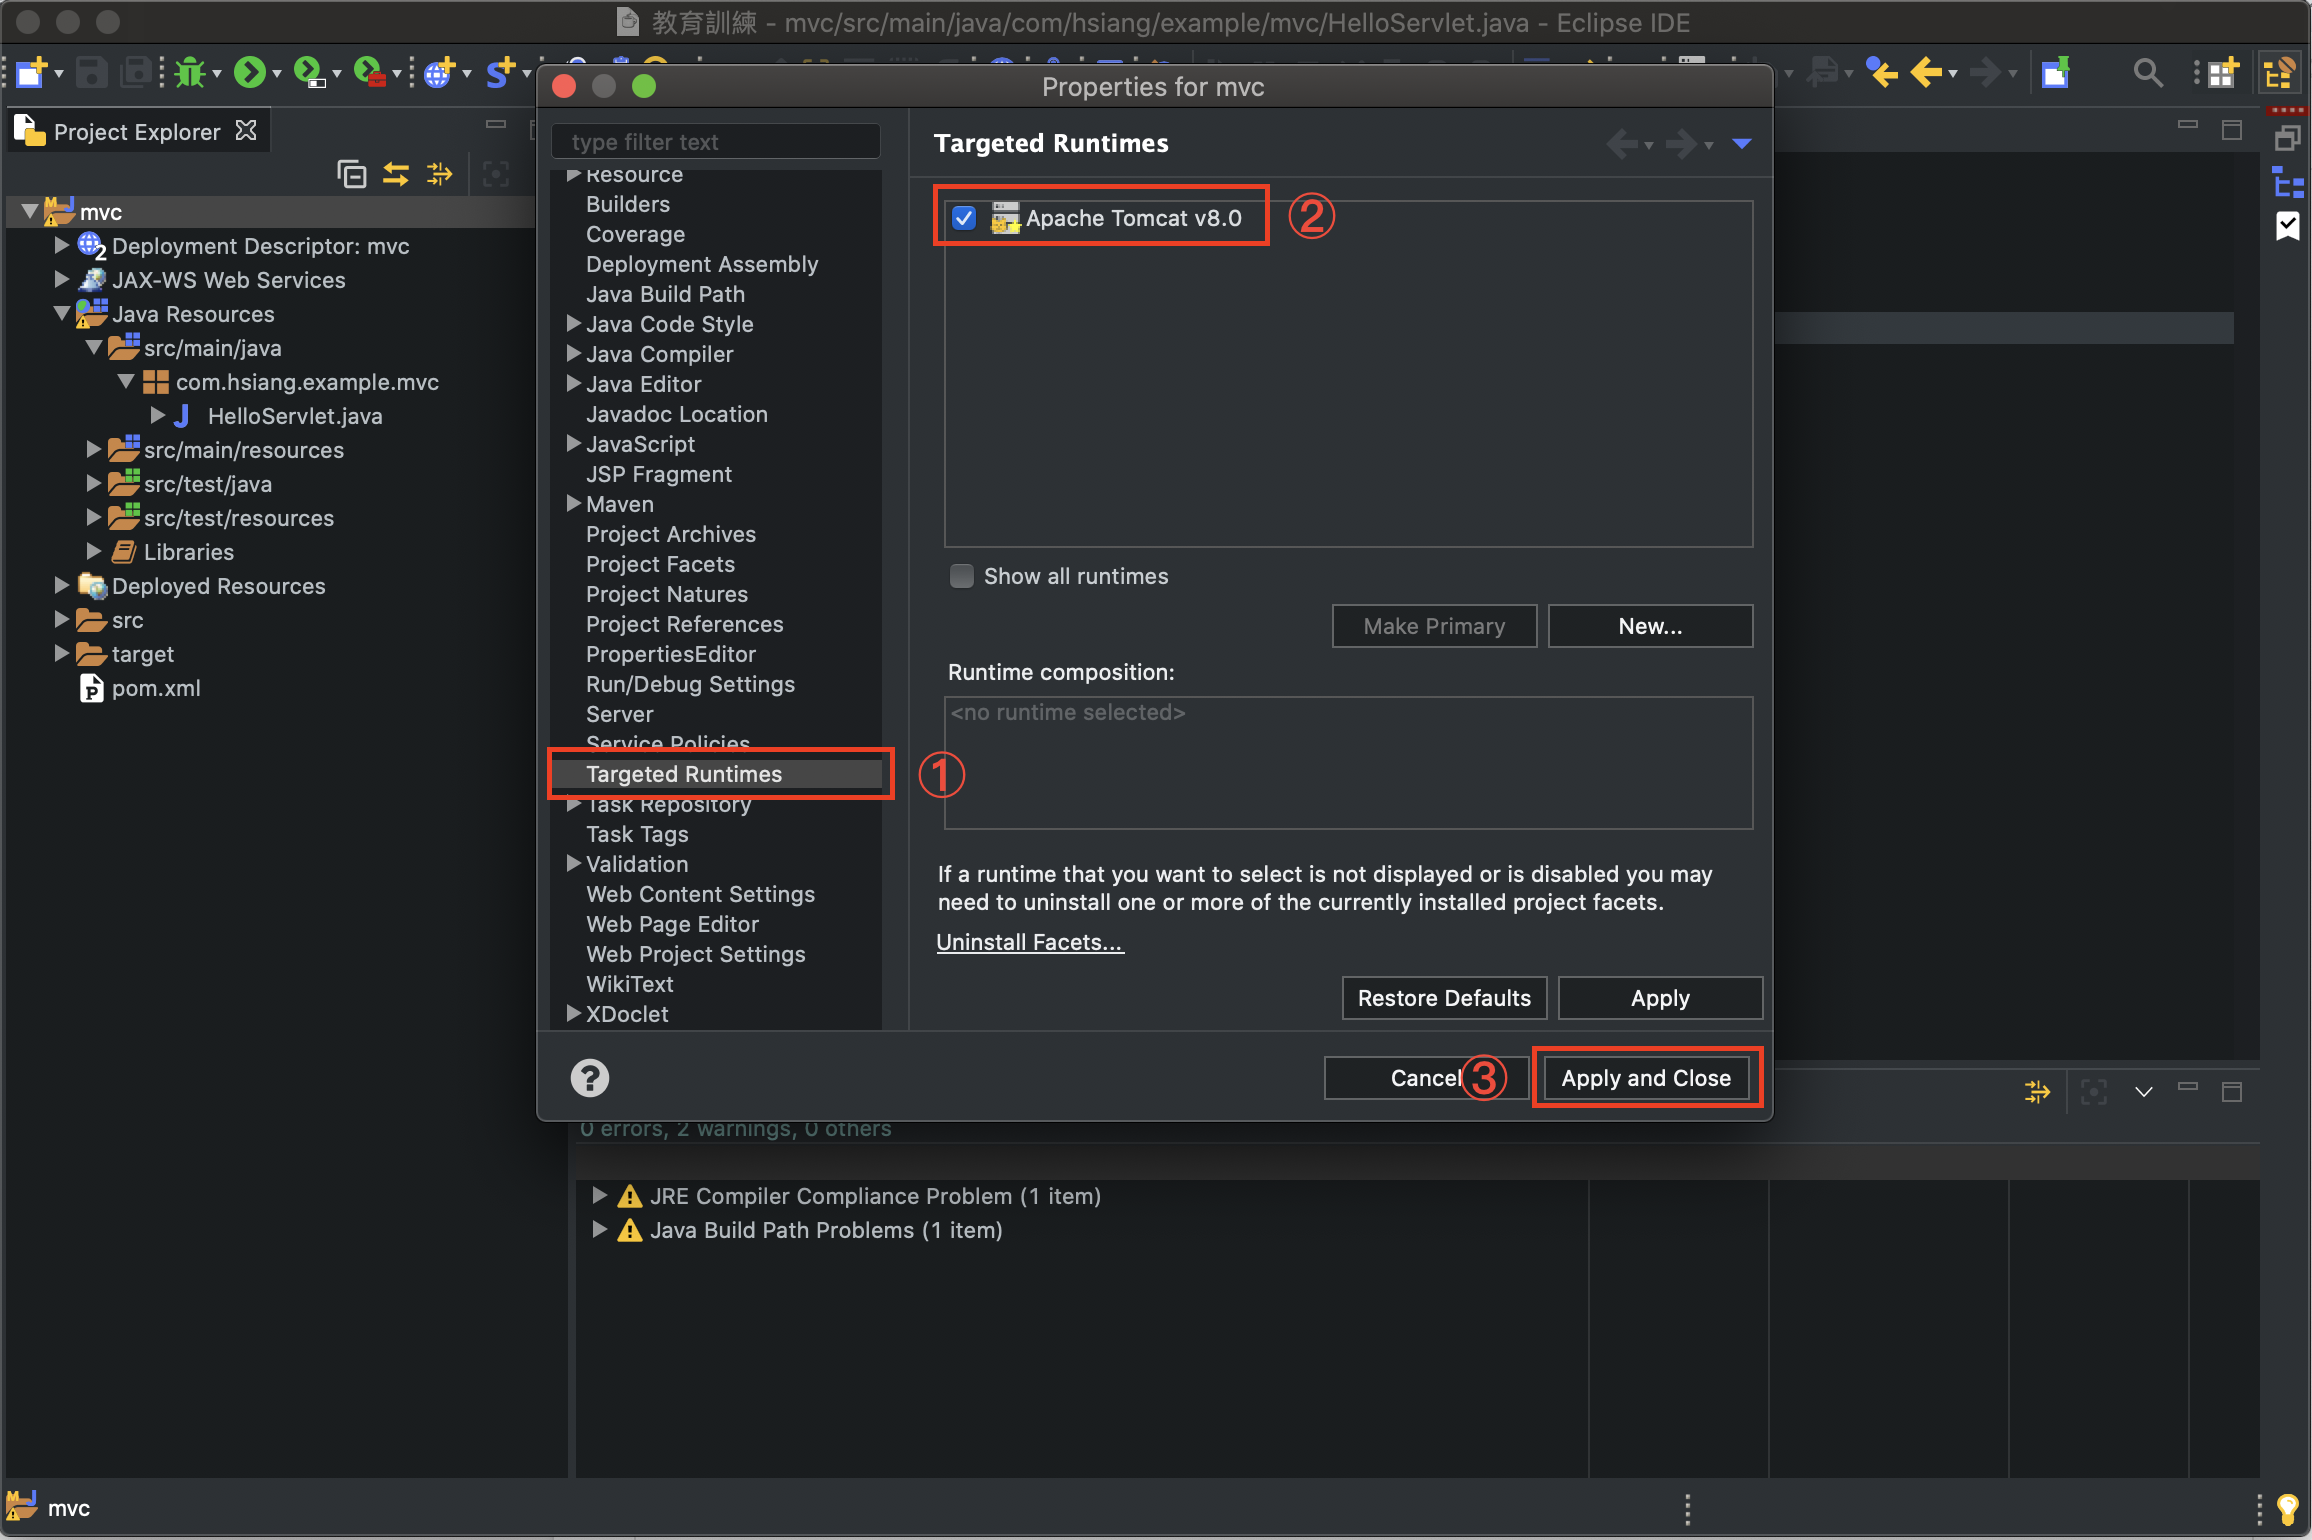 教育訓練 - mvc/src/main/java/com/hsiang/example/mvc/HelloServlet.java - Eclipse IDE
Project Explorer
mvc
Deployment Descriptor: mvc
JAX-WS Web Services
Java Resources
src/main/java
com.hsiang.example.mvc
HelloServlet.java
src/main/resources
src/test/java
src/test/resources
Libraries
Deployed Resources
src
target
pom.xml
Properties for mvc
type filter text
Resource
Builders
Coverage
Deployment Assembly
Java Build Path
Java Code Style
Java Compiler
Java Editor
Javadoc Location
JavaScript
JSP Fragment
Maven
Project Archives
Project Facets
Project Natures
Project References
PropertiesEditor
Run/Debug Settings
Server
Service Policies
Targeted Runtimes
①
Task Repository
Task Tags
Validation
Web Content Settings
Web Page Editor
Web Project Settings
WikiText
XDoclet
Targeted Runtimes
Apache Tomcat v8.0
②
Show all runtimes
Make Primary
New...
Runtime composition:
<no runtime selected>
If a runtime that you want to select is not displayed or is disabled you may
need to uninstall one or more of the currently installed project facets.
Uninstall Facets...
Restore Defaults
Apply
Cancel
③
Apply and Close
0 errors, 2 warnings, 0 others
JRE Compiler Compliance Problem (1 item)
Java Build Path Problems (1 item)
mvc